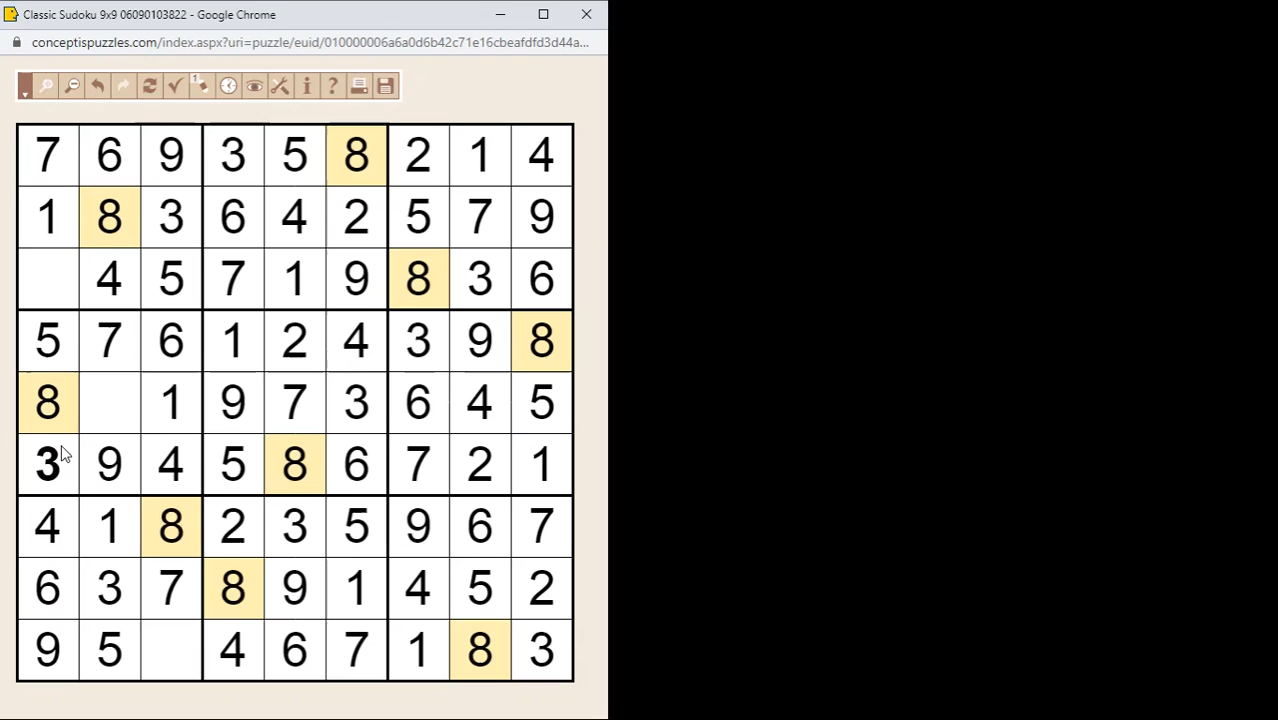 Classic Sudoku 9x9 06090103822 - Google Chrome
conceptispuzzles.com/index.aspx?uri=puzzle/euid/010000006a6a0d6b42c71e16cbeafdfd3d44a...
1 i ?
7 6 9 3 5 8 2 1 4
1 8 3 6 4 2 5 7 9
4 5 7 1 9 8 3 6
5 7 6 1 2 4 3 9 8
8 1 9 7 3 6 4 5
3 9 4 5 8 6 7 2 1
4 1 8 2 3 5 9 6 7
6 3 7 8 9 1 4 5 2
9 5 4 6 7 1 8 3